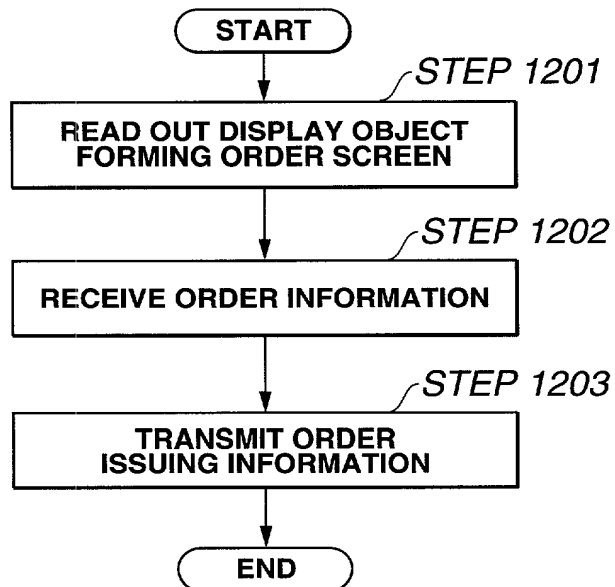 START
STEP 1201
READ OUT DISPLAY OBJECT
FORMING ORDER SCREEN
STEP 1202
RECEIVE ORDER INFORMATION
STEP 1203
TRANSMIT ORDER
ISSUING INFORMATION
END